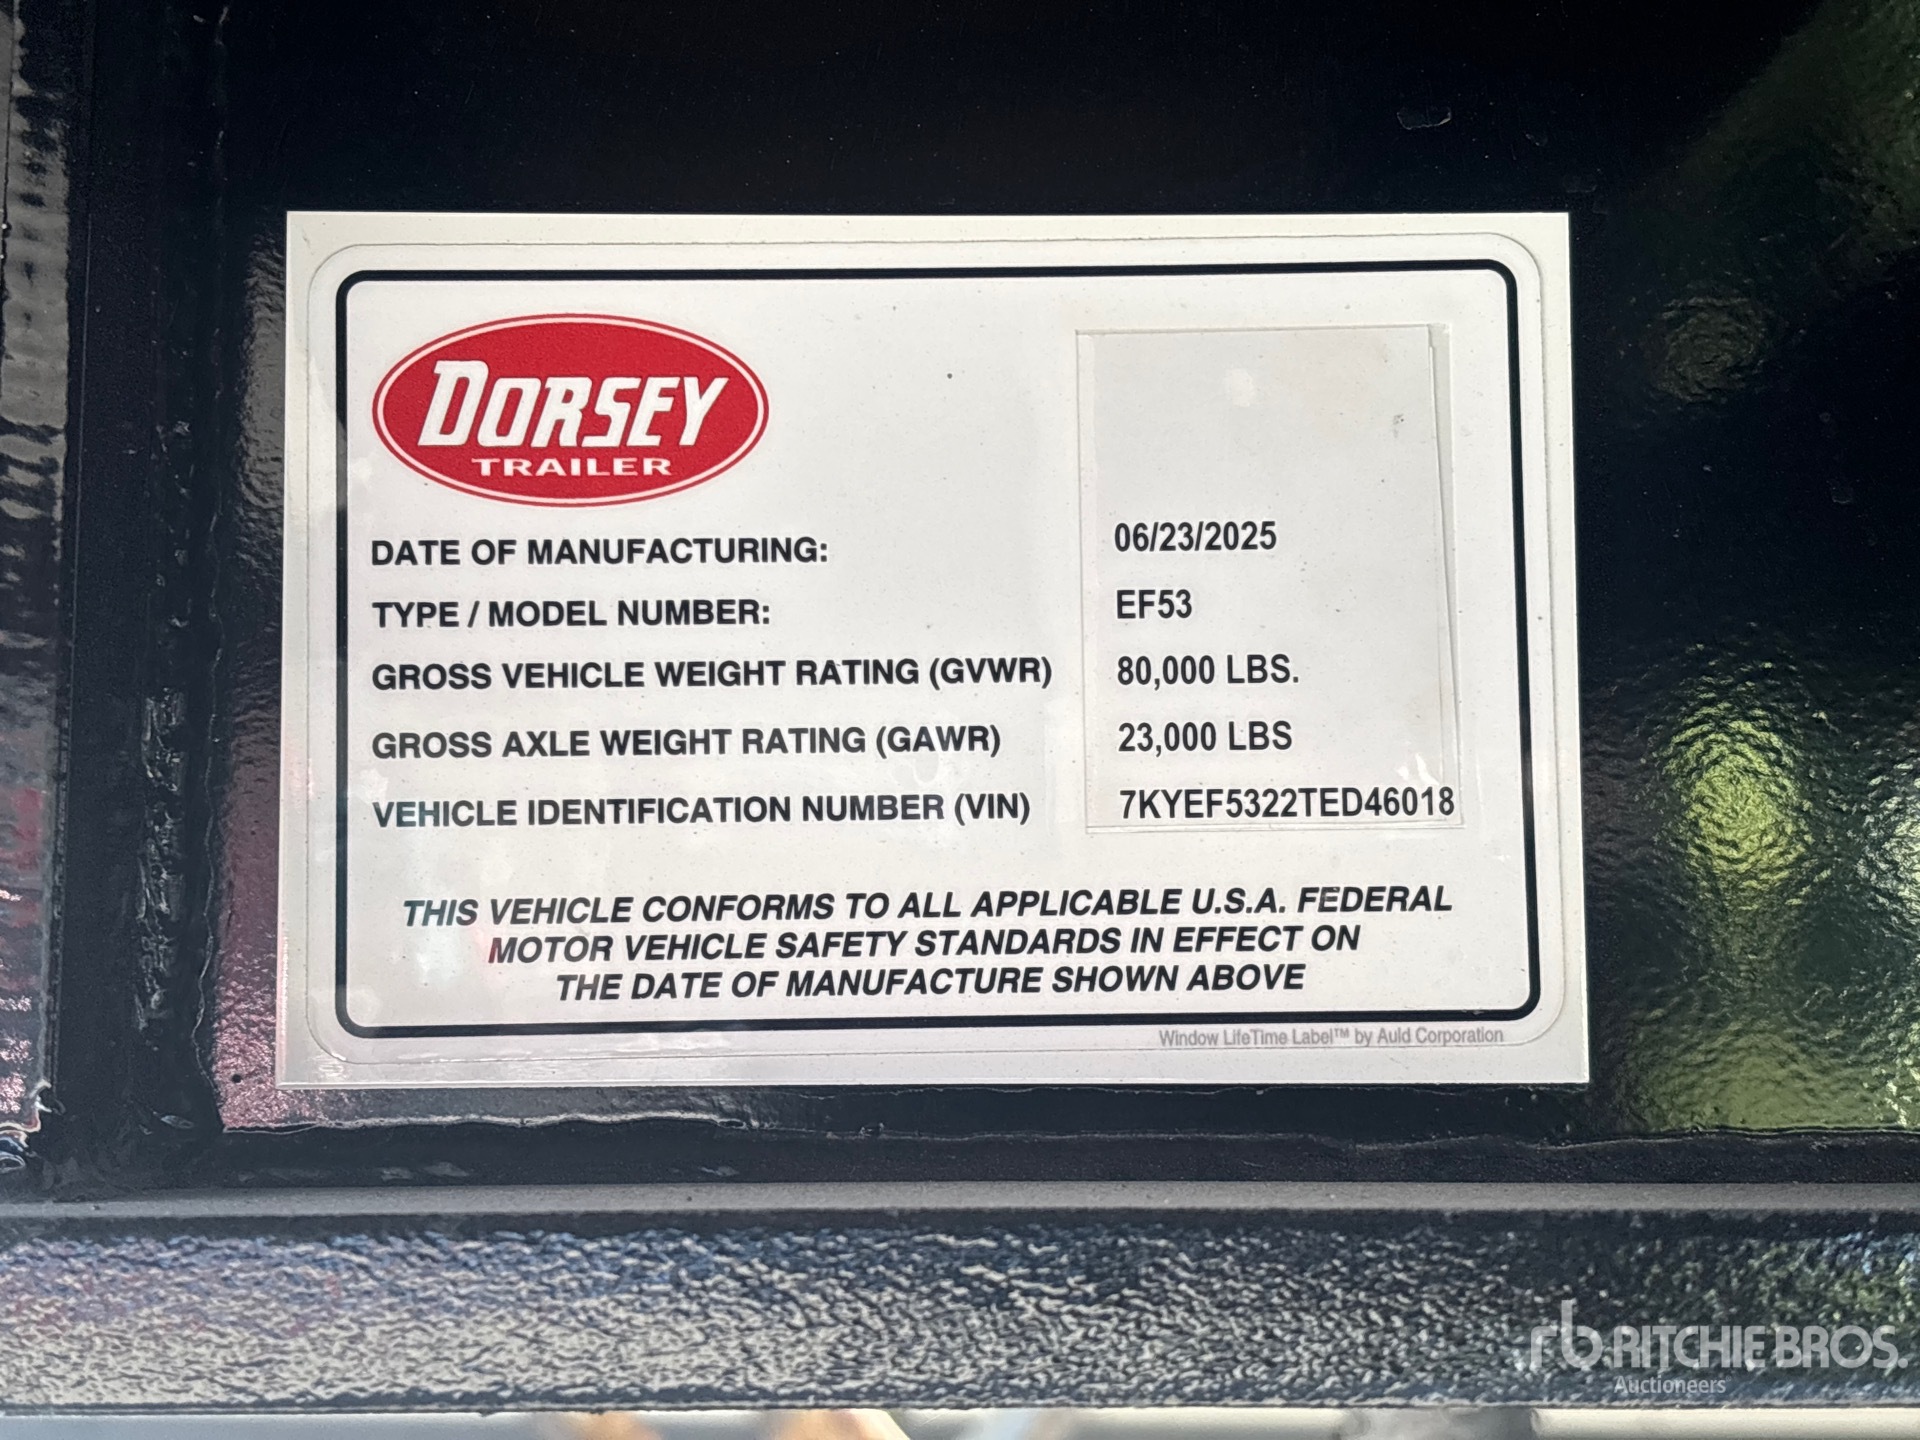 DORSEY
TRAILER
DATE OF MANUFACTURING: 06/23/2025
TYPE / MODEL NUMBER: EF53
GROSS VEHICLE WEIGHT RATING (GVWR) 80,000 LBS.
GROSS AXLE WEIGHT RATING (GAWR) 23,000 LBS
VEHICLE IDENTIFICATION NUMBER (VIN) 7KYEF5322TED46018
THIS VEHICLE CONFORMS TO ALL APPLICABLE U.S.A. FEDERAL
MOTOR VEHICLE SAFETY STANDARDS IN EFFECT ON
THE DATE OF MANUFACTURE SHOWN ABOVE
Window LifeTime Label™ by Auld Corporation
rb RITCHIE BROS.
Auctioneers